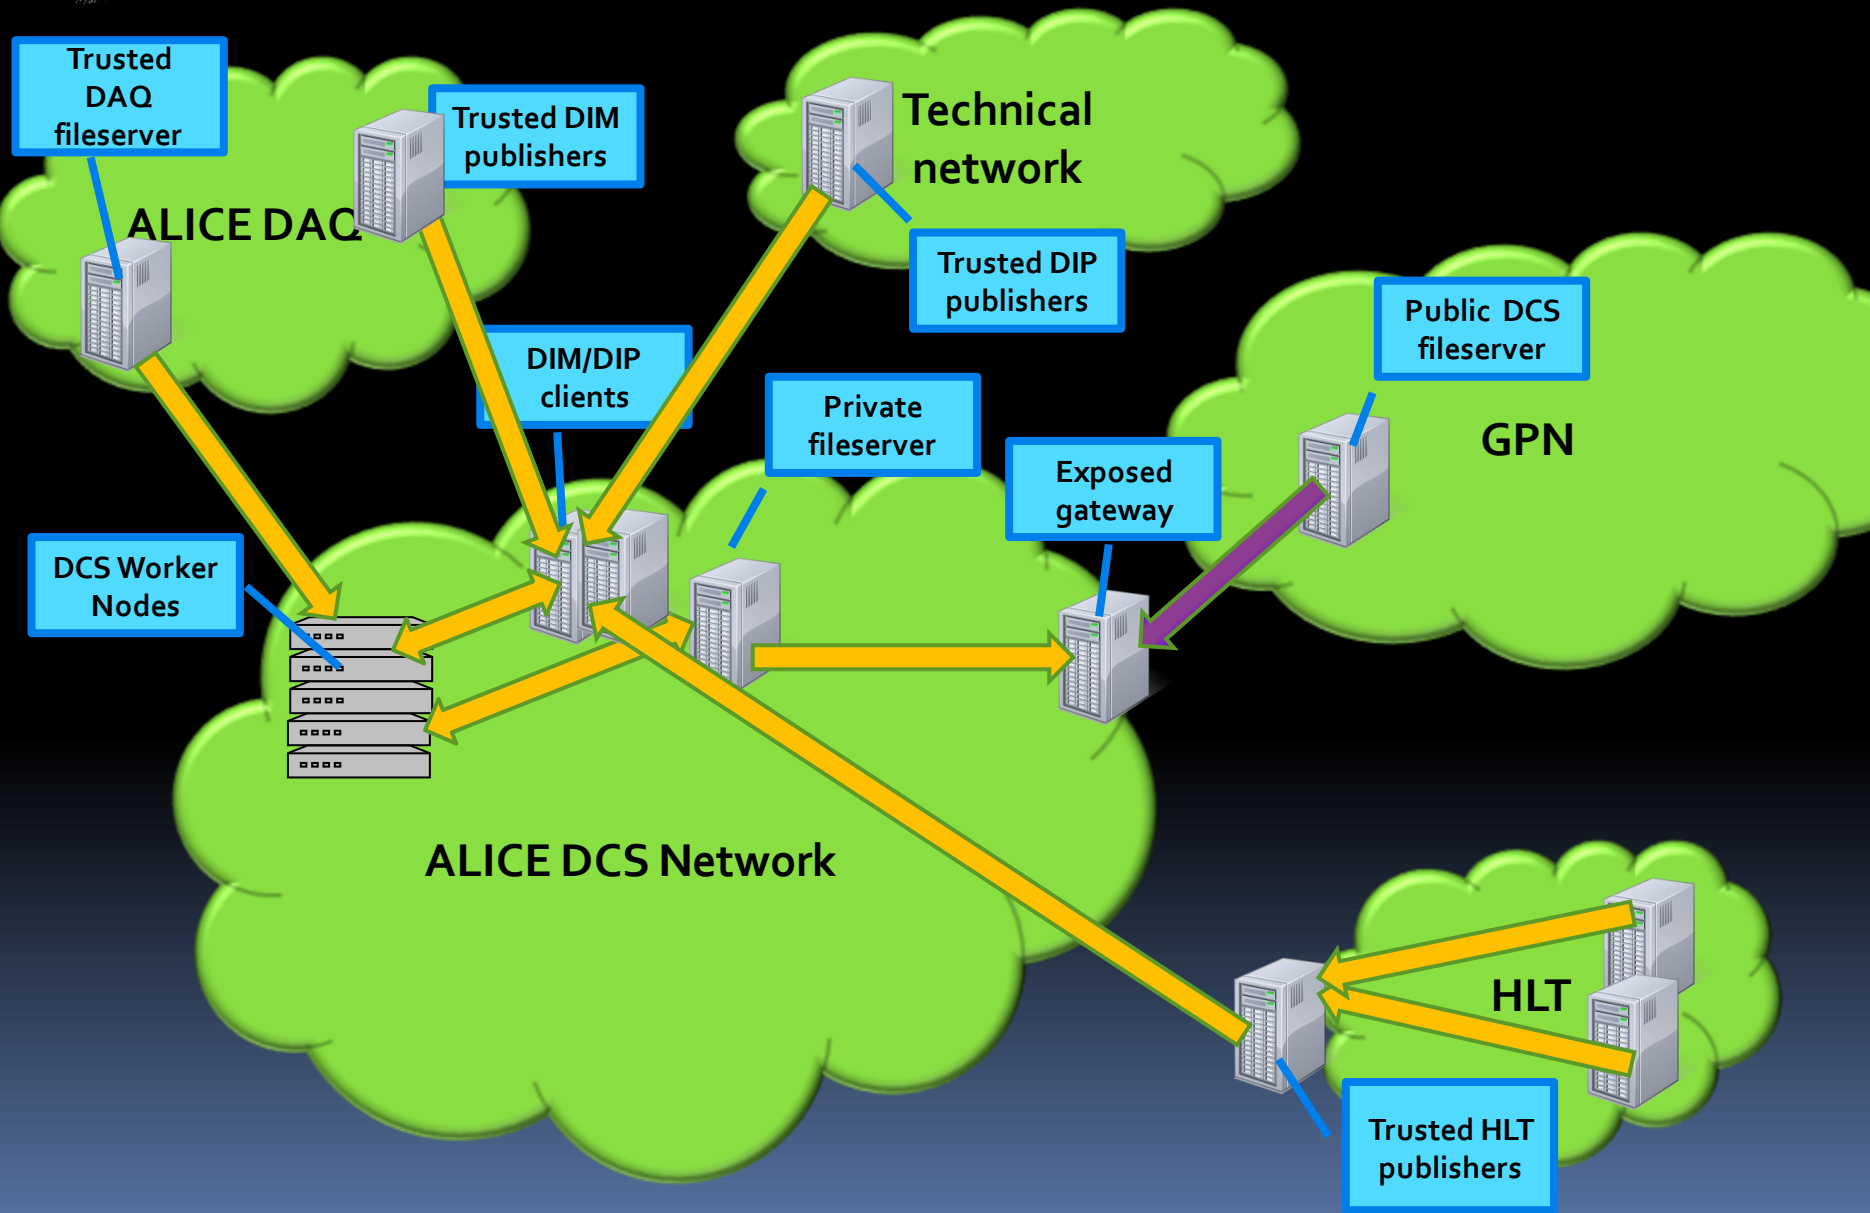 Trusted
DAQ
fileserver
Trusted DIM
publishers
ALICE DAQ
Technical
network
Trusted DIP
publishers
Public DCS
fileserver
GPN
DIM/DIP
clients
Private
fileserver
Exposed
gateway
DCS Worker
Nodes
ALICE DCS Network
HLT
Trusted HLT
publishers